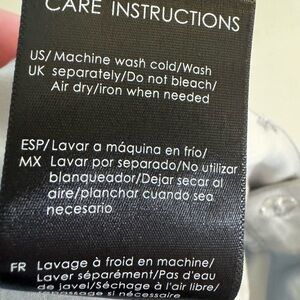 CARE INSTRUCTIONS
US/ Machine wash cold/Wash
UK separately/Do not bleach/
Air dry/iron when needed
ESP/ Lavar a máquina en frío/
MX Lavar por separado/No utilizar
blanqueador/Dejar secar al
aire/planchar cuando sea
necesario
FR Lavage à froid en machine/
Laver séparément/Pas d'eau
de javel/Séchage à l'air libre/
si nécessaire